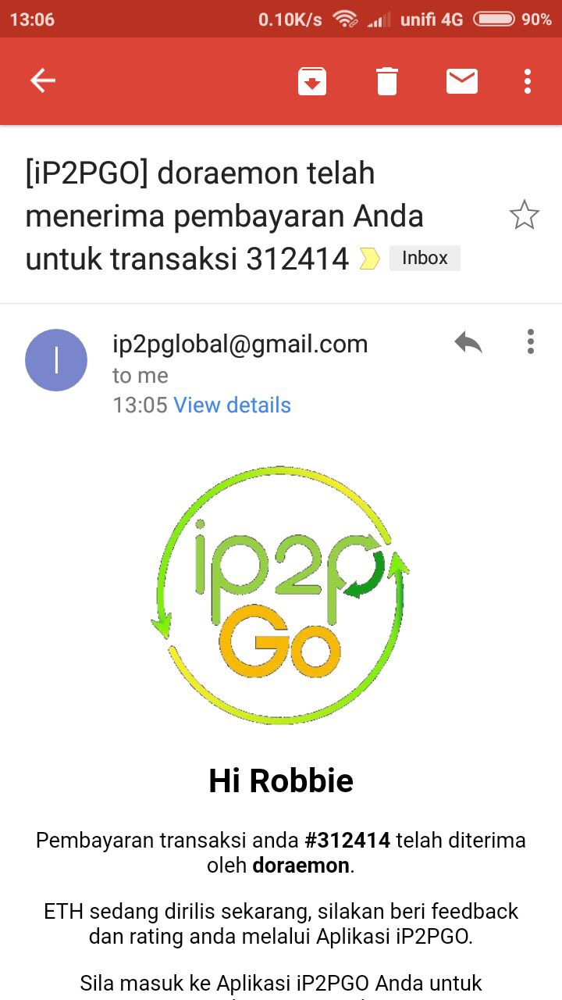 13:06 0.10K/s unifi 4G 90%
[iP2PGO] doraemon telah
menerima pembayaran Anda
untuk transaksi 312414 Inbox
I
ip2pglobal@gmail.com
to me
13:05 View details
ip2p
Go
Hi Robbie
Pembayaran transaksi anda #312414 telah diterima
oleh doraemon.
ETH sedang dirilis sekarang, silakan beri feedback
dan rating anda melalui Aplikasi iP2PGO.
Sila masuk ke Aplikasi iP2PGO Anda untuk